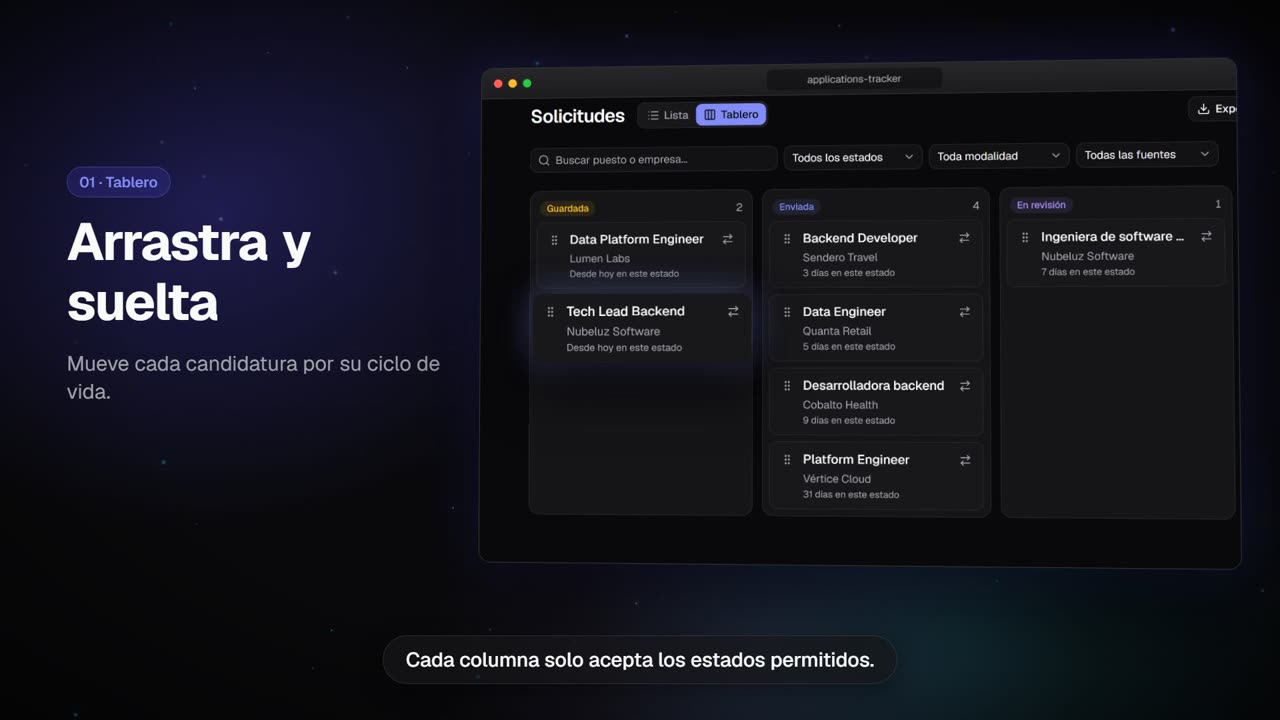 01 · Tablero
Arrastra y
suelta
Mueve cada candidatura por su ciclo de
vida.
applications-tracker
Solicitudes
Lista
Tablero
Buscar puesto o empresa...
Todos los estados
Toda modalidad
Todas las fuentes
Guardada
2
Data Platform Engineer
Lumen Labs
Desde hoy en este estado
Tech Lead Backend
Nubeluz Software
Desde hoy en este estado
Enviada
4
Backend Developer
Sendero Travel
3 días en este estado
Data Engineer
Quanta Retail
5 días en este estado
Desarrolladora backend
Cobalto Health
9 días en este estado
Platform Engineer
Vértice Cloud
31 días en este estado
En revisión
1
Ingeniera de software ...
Nubeluz Software
7 días en este estado
Cada columna solo acepta los estados permitidos.